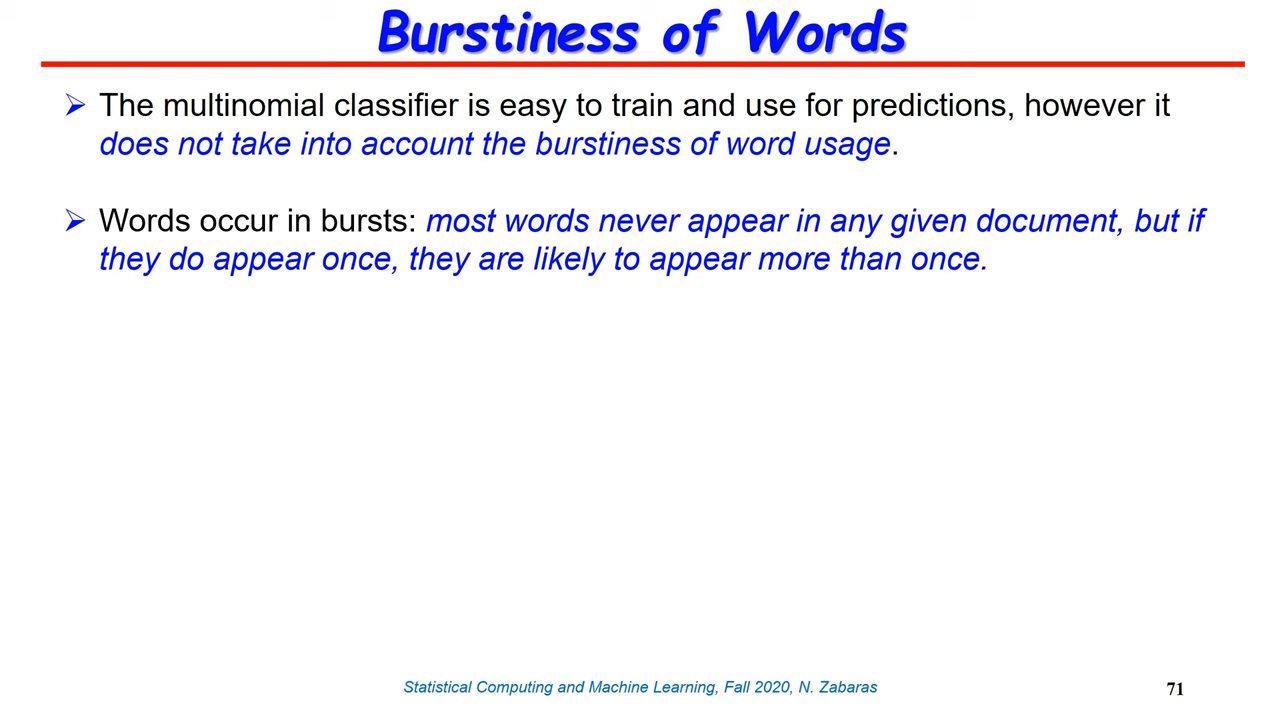 Burstiness of Words
➢ The multinomial classifier is easy to train and use for predictions, however it
does not take into account the burstiness of word usage.
➢ Words occur in bursts: most words never appear in any given document, but if
they do appear once, they are likely to appear more than once.
Statistical Computing and Machine Learning, Fall 2020, N. Zabaras
71